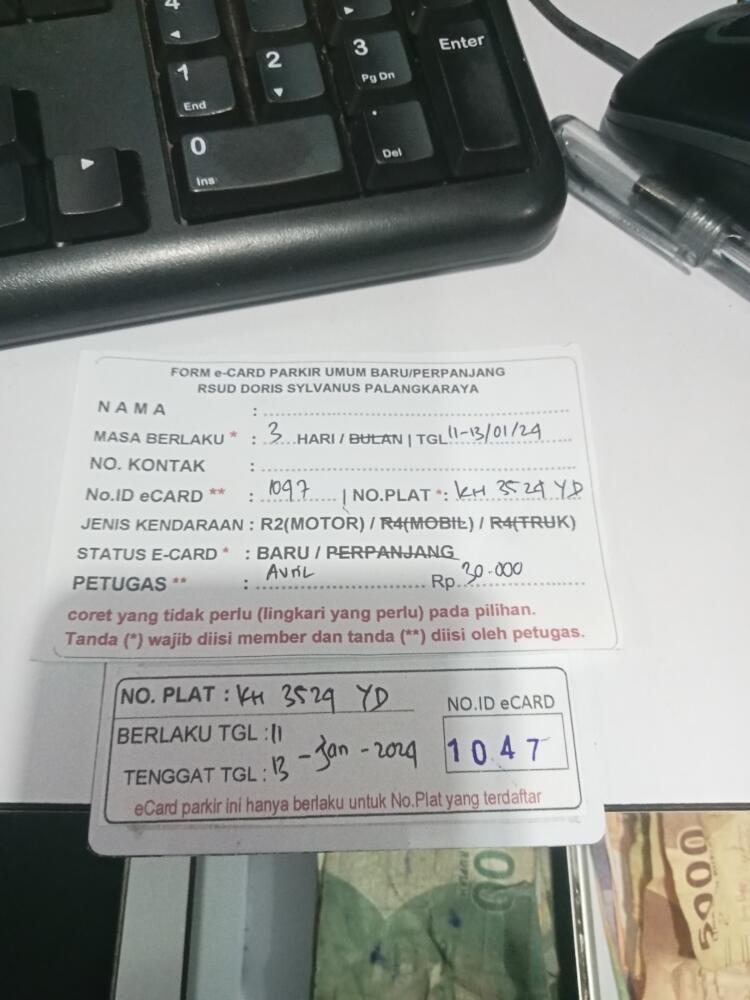 4
1
End
2
3
Pg Dn
Enter
0
Ins
.
Del
FORM e-CARD PARKIR UMUM BARU/PERPANJANG
RSUD DORIS SYLVANUS PALANGKARAYA
NAMA :
MASA BERLAKU * : 3 HARI / BULAN | TGL 11-13/01/24
NO. KONTAK :
No.ID eCARD ** : 1047 | NO.PLAT *: KH 3524 YD
JENIS KENDARAAN : R2(MOTOR) / R4(MOBIL) / R4(TRUK)
STATUS E-CARD * : BARU / PERPANJANG
PETUGAS ** : AVRIL Rp. 30.000
coret yang tidak perlu (lingkari yang perlu) pada pilihan.
Tanda (*) wajib diisi member dan tanda (**) diisi oleh petugas.
NO. PLAT : KH 3524 YD
NO.ID eCARD
BERLAKU TGL : 11
1047
- Jan - 2024
TENGGAT TGL : 13
eCard parkir ini hanya berlaku untuk No.Plat yang terdaftar
5000